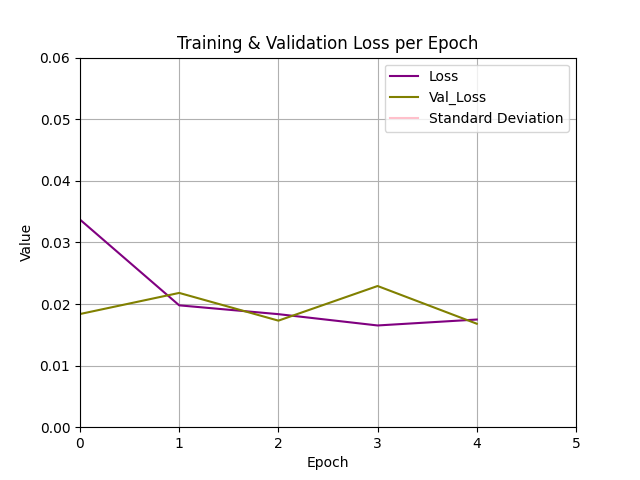 Training & Validation Loss per Epoch
0.06
0.05
0.04
0.03
0.02
0.01
0.00
Value
Loss
Val_Loss
Standard Deviation
0 1 2 3 4 5
Epoch